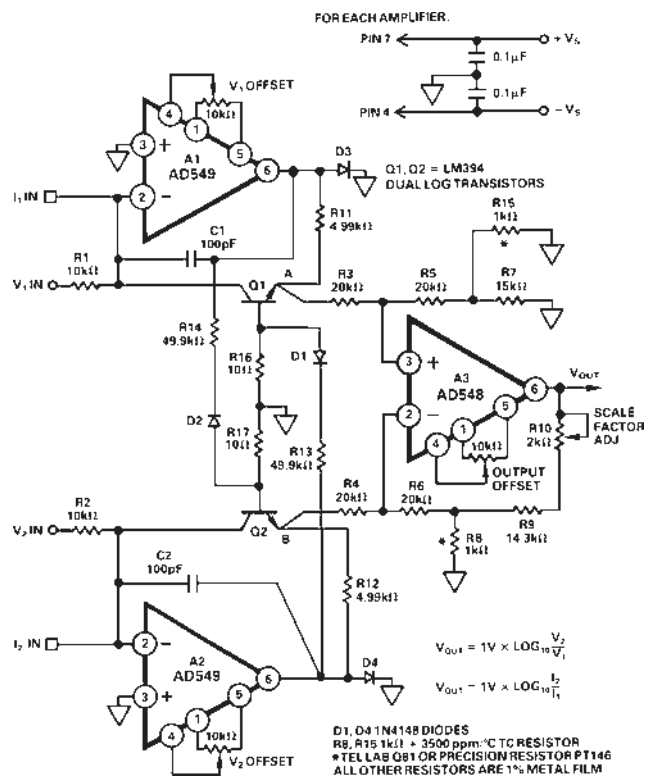 FOR EACH AMPLIFIER.
PIN 7
+ VS
0.1µF
0.1µF
PIN 4
− VS
V1 OFFSET
10kΩ
4
1
5
3
+
A1
AD549
6
2
−
I1 IN
D3
Q1, Q2 = LM394
DUAL LOG TRANSISTORS
R11
4.99kΩ
C1
100pF
R1
10kΩ
V1 IN
Q1
A
R3
20kΩ
R5
20kΩ
R15
1kΩ
*
R7
15kΩ
R14
49.9kΩ
R16
10Ω
D1
3
+
A3
AD548
6
VOUT
2
−
5
1
4
10kΩ
OUTPUT
OFFSET
R10
2kΩ
SCALE
FACTOR
ADJ
D2
R17
10Ω
R13
49.9kΩ
R2
10kΩ
V2 IN
Q2
B
R4
20kΩ
R6
20kΩ
* R8
1kΩ
R9
14.3kΩ
C2
100pF
R12
4.99kΩ
I2 IN
2
−
A2
AD549
6
3
+
5
1
4
10kΩ
V2 OFFSET
D4
VOUT = 1V × LOG10 V2/V1
VOUT − 1V × LOG10 I2/I1
D1, D4 1N4148 DIODES
R8, R15 1kΩ + 3500 ppm/°C TC RESISTOR
*TEL LAB Q81 OR PRECISION RESISTOR PT146
ALL OTHER RESISTORS ARE 1% METAL FILM